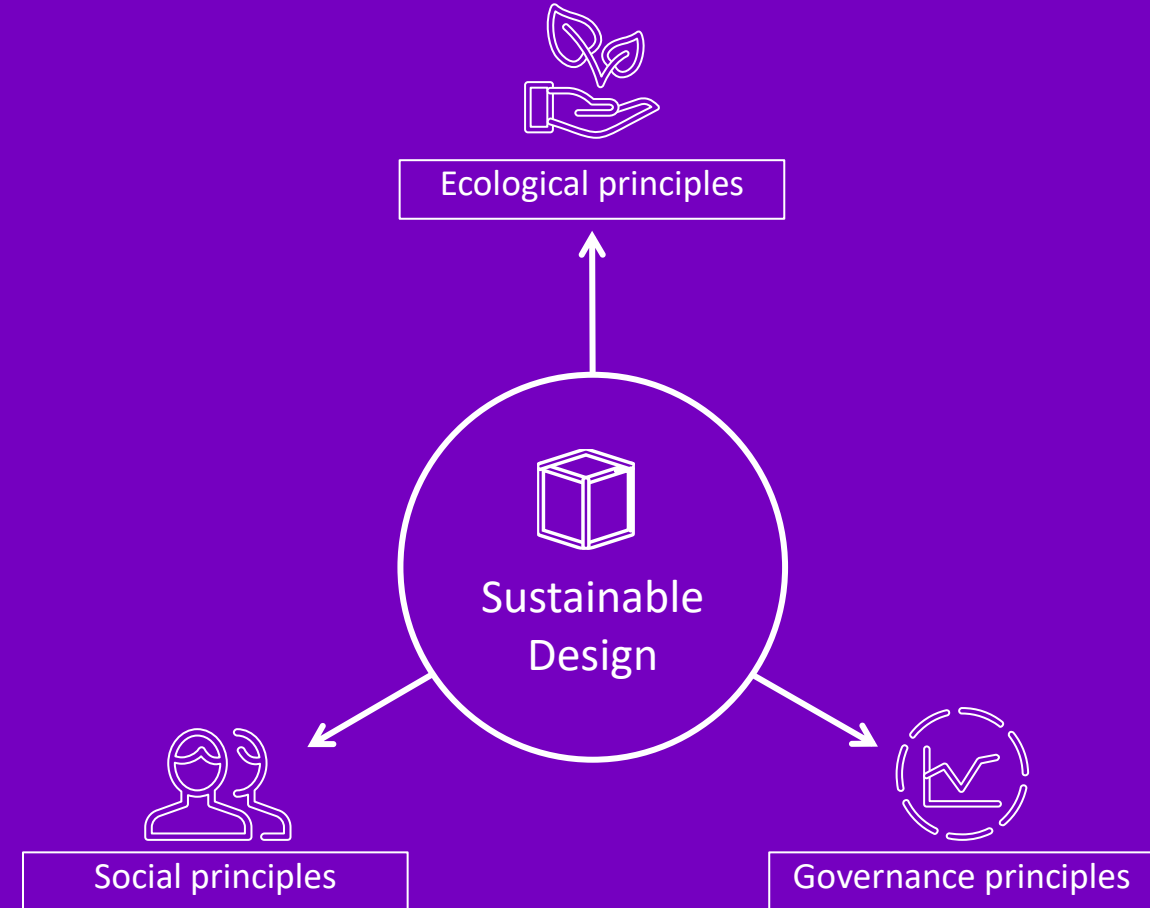 Ecological principles
Sustainable
Design
Social principles
Governance principles